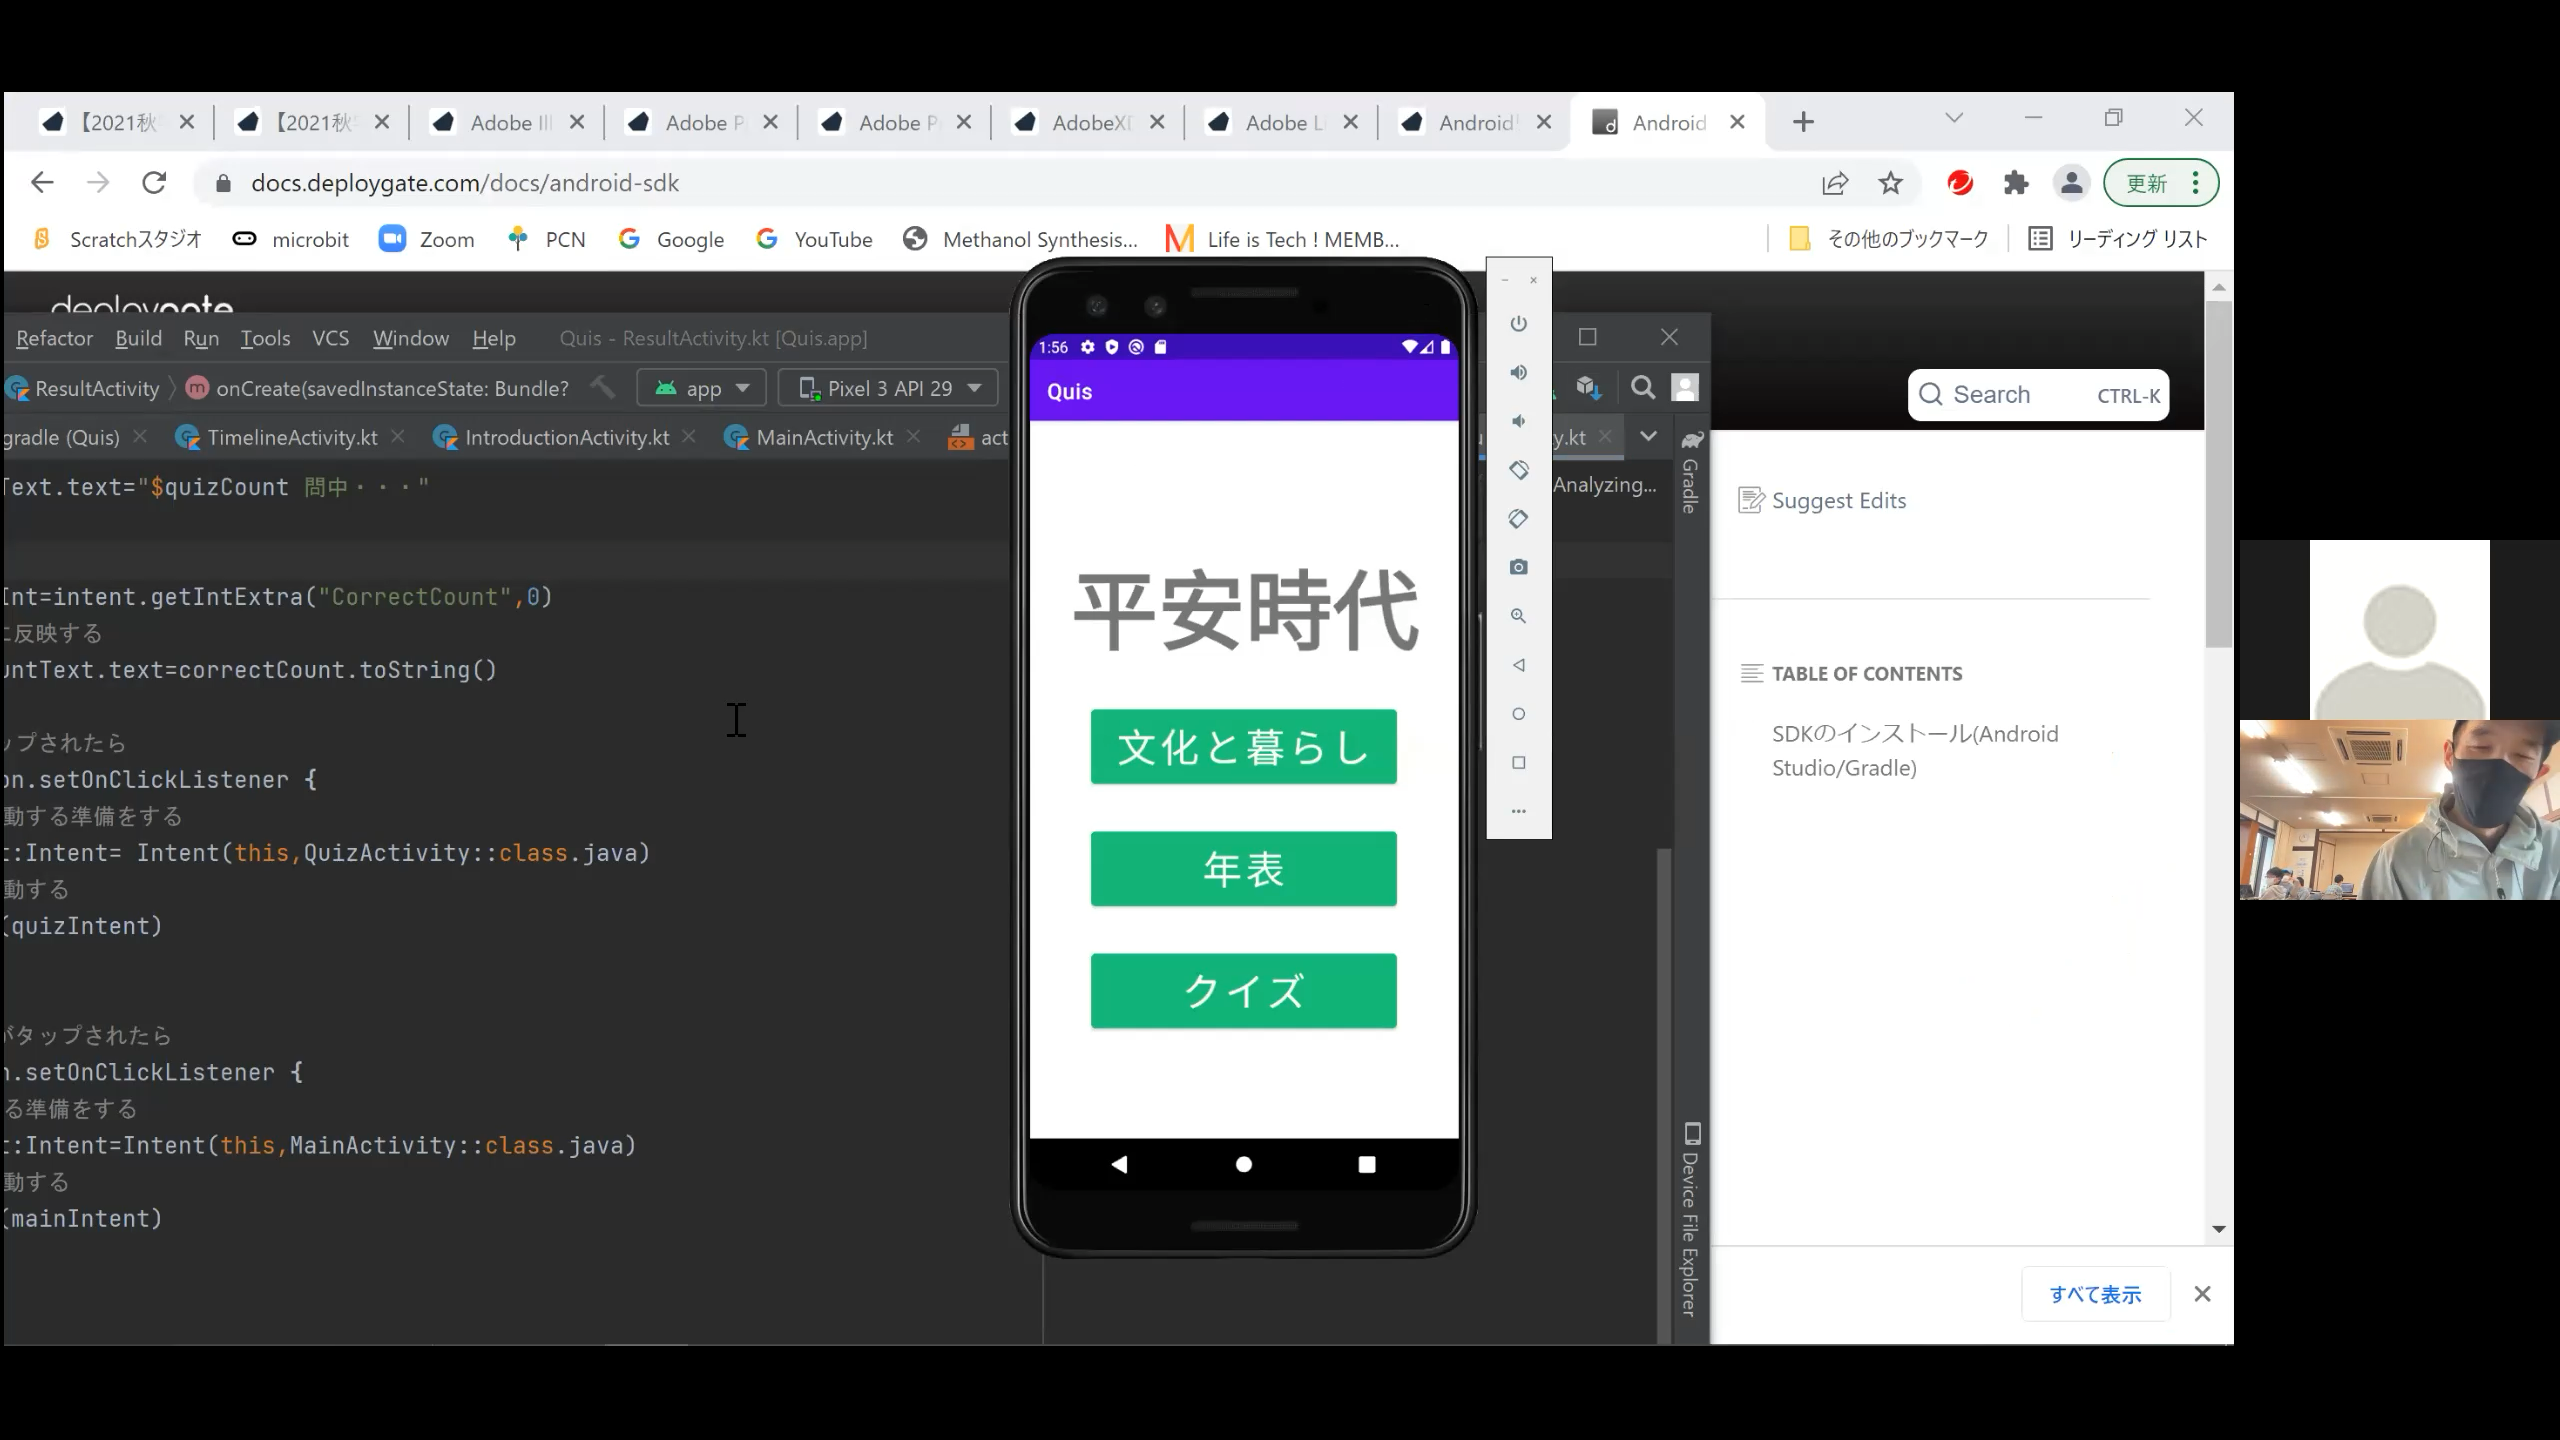 【2021秋
【2021秋
Adobe Ill
Adobe P
Adobe P
AdobeXD
Adobe Li
Android
Android
docs.deploygate.com/docs/android-sdk
更新
Scratchスタジオ
microbit
Zoom
PCN
Google
YouTube
Methanol Synthesis...
Life is Tech ! MEMB...
その他のブックマーク
リーディング リスト
deploygate
Refactor Build Run Tools VCS Window Help Quis - ResultActivity.kt [Quis.app]
ResultActivity
onCreate(savedInstanceState: Bundle?
app
Pixel 3 API 29
gradle (Quis)
TimelineActivity.kt
IntroductionActivity.kt
MainActivity.kt
act
y.kt
Text.text="$quizCount 問中・・・"
Analyzing...
Int=intent.getIntExtra("CorrectCount",0)
に反映する
untText.text=correctCount.toString()
ップされたら
on.setOnClickListener {
動する準備をする
t:Intent= Intent(this,QuizActivity::class.java)
動する
(quizIntent)
がタップされたら
n.setOnClickListener {
る準備をする
t:Intent=Intent(this,MainActivity::class.java)
動する
(mainIntent)
1:56
Quis
平安時代
文化と暮らし
年表
クイズ
Gradle
Device File Explorer
Search CTRL-K
Suggest Edits
TABLE OF CONTENTS
SDKのインストール(Android
Studio/Gradle)
すべて表示